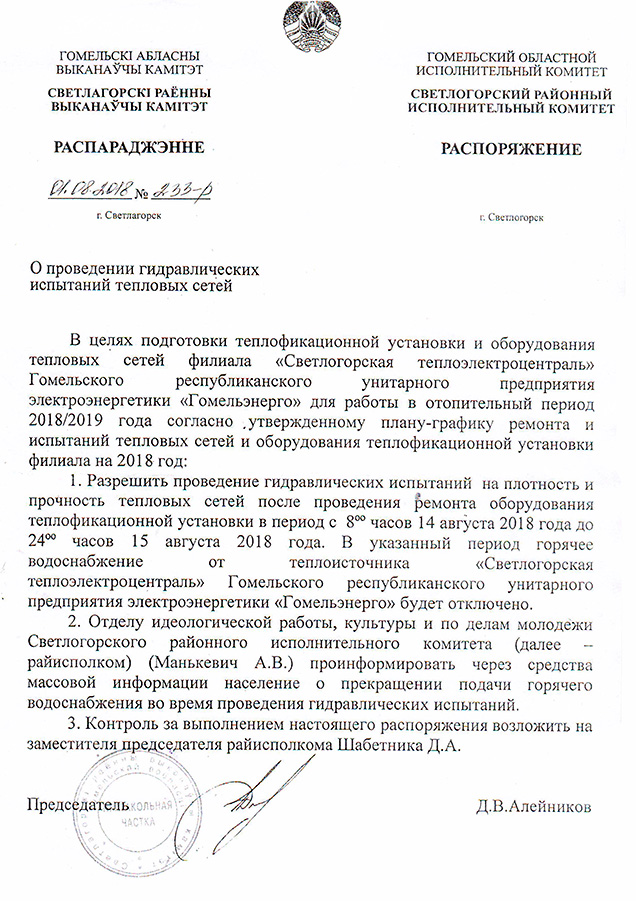 ГОМЕЛЬСКІ АБЛАСНЫ
ВЫКАНАЎЧЫ КАМІТЭТ
СВЕТЛАГОРСКІ РАЁННЫ
ВЫКАНАЎЧЫ КАМІТЭТ
РАСПАРАДЖЭННЕ
01.08.2018 № 233-р
г. Светлагорск
ГОМЕЛЬСКИЙ ОБЛАСТНОЙ
ИСПОЛНИТЕЛЬНЫЙ КОМИТЕТ
СВЕТЛОГОРСКИЙ РАЙОННЫЙ
ИСПОЛНИТЕЛЬНЫЙ КОМИТЕТ
РАСПОРЯЖЕНИЕ
г. Светлогорск
О проведении гидравлических
испытаний тепловых сетей
В целях подготовки теплофикационной установки и оборудования
тепловых сетей филиала «Светлогорская теплоэлектроцентраль»
Гомельского республиканского унитарного предприятия
электроэнергетики «Гомельэнерго» для работы в отопительный период
2018/2019 года согласно утвержденному плану-графику ремонта и
испытаний тепловых сетей и оборудования теплофикационной установки
филиала на 2018 год:
1. Разрешить проведение гидравлических испытаний на плотность и
прочность тепловых сетей после проведения ремонта оборудования
теплофикационной установки в период с 8⁰⁰ часов 14 августа 2018 года до
24⁰⁰ часов 15 августа 2018 года. В указанный период горячее
водоснабжение от теплоисточника «Светлогорская
теплоэлектроцентраль» Гомельского республиканского унитарного
предприятия электроэнергетики «Гомельэнерго» будет отключено.
2. Отделу идеологической работы, культуры и по делам молодежи
Светлогорского районного исполнительного комитета (далее –
райисполком) (Манькевич А.В.) проинформировать через средства
массовой информации население о прекращении подачи горячего
водоснабжения во время проведения гидравлических испытаний.
3. Контроль за выполнением настоящего распоряжения возложить на
заместителя председателя райисполкома Шабетника Д.А.
Председатель Д.В.Алейников
ЧАСТКА